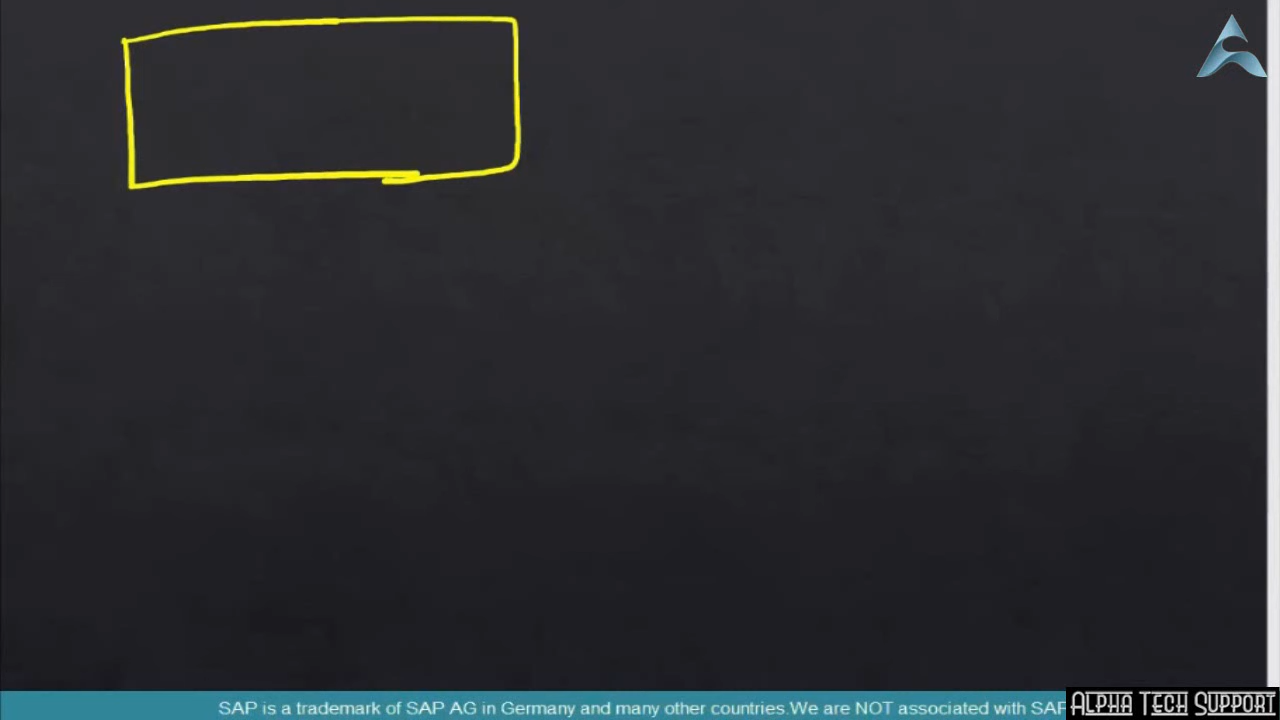 SAP is a trademark of SAP AG in Germany and many other countries.We are NOT associated with SAP
ALPHA TECH SUPPORT